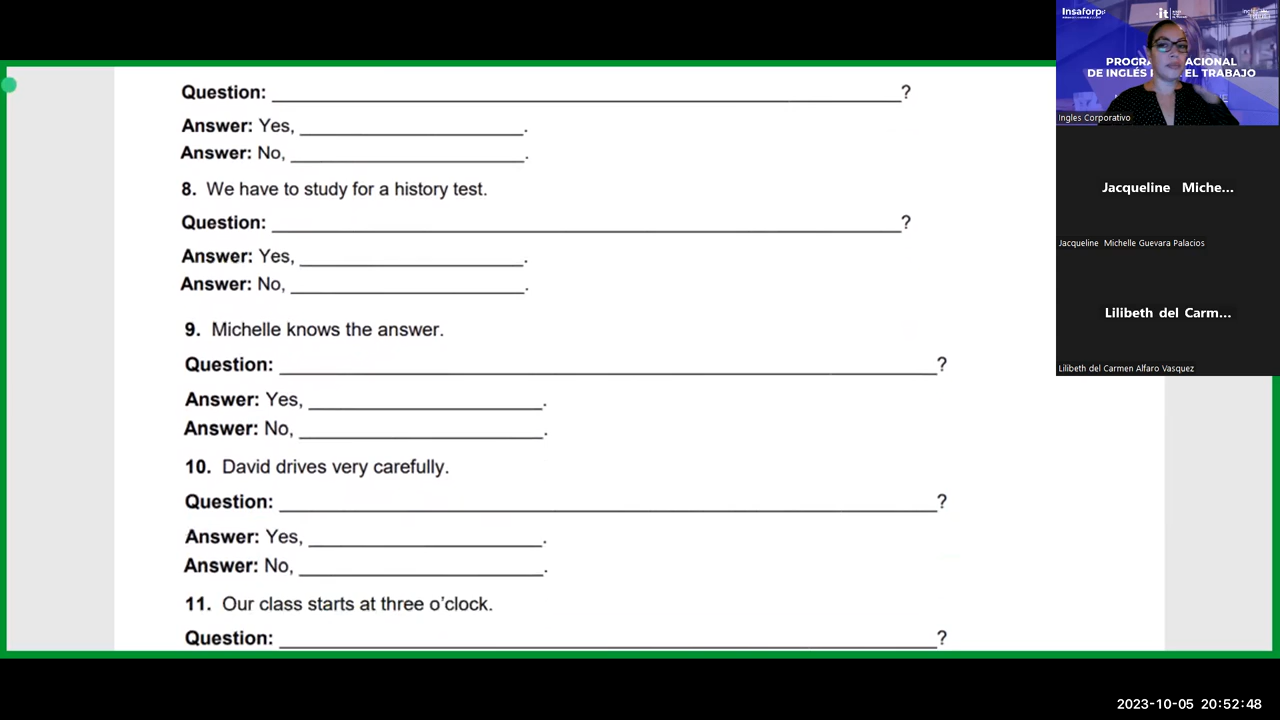 Question: ?
Answer: Yes, .
Answer: No, .
8. We have to study for a history test.
Question: ?
Answer: Yes, .
Answer: No, .
9. Michelle knows the answer.
Question: ?
Answer: Yes, .
Answer: No, .
10. David drives very carefully.
Question: ?
Answer: Yes, .
Answer: No, .
11. Our class starts at three o’clock.
Question: ?
Insaforp
it
DE INGLÉS EL TRABAJO
Ingles Corporativo
Jacqueline Miche...
Jacqueline Michelle Guevara Palacios
Lilibeth del Carm...
Lilibeth del Carmen Alfaro Vasquez
2023-10-05 20:52:48